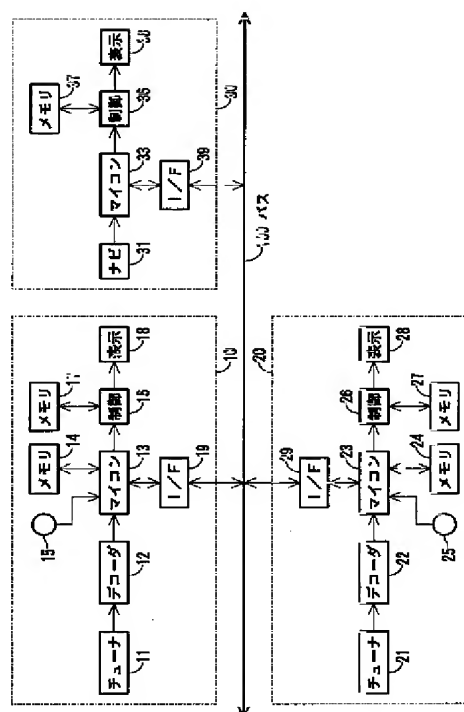 メモリ
37
ナビ
31
マイコン
33
制御
36
表示
38
I/F
39
30
100 バス
メモリ
14
メモリ
17
15
チューナ
11
デコーダ
12
マイコン
13
制御
表示
18
I/F
19
10
I/F
29
20
チューナ
21
デコーダ
22
マイコン
23
制御
26
表示
28
25
メモリ
24
メモリ
27